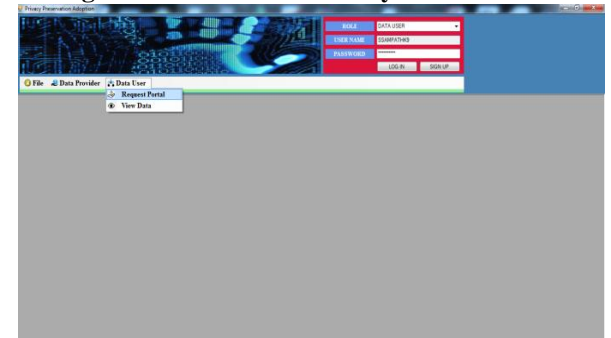 Privacy Preservation Adoption
ROLE DATA USER
USER NAME SSAMPATHKB
PASSWORD ********
LOG IN SIGN UP
File Data Provider Data User
Request Portal
View Data